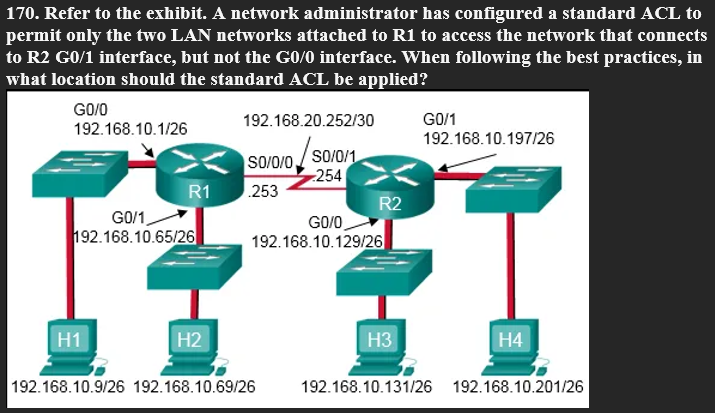 170. Refer to the exhibit. A network administrator has configured a standard ACL to
permit only the two LAN networks attached to R1 to access the network that connects
to R2 G0/1 interface, but not the G0/0 interface. When following the best practices, in
what location should the standard ACL be applied?
G0/0
192.168.10.1/26
192.168.20.252/30
G0/1
192.168.10.197/26
S0/0/0
S0/0/1
.254
.253
R1
R2
G0/1
192.168.10.65/26
G0/0
192.168.10.129/26
H1
H2
H3
H4
192.168.10.9/26
192.168.10.69/26
192.168.10.131/26
192.168.10.201/26